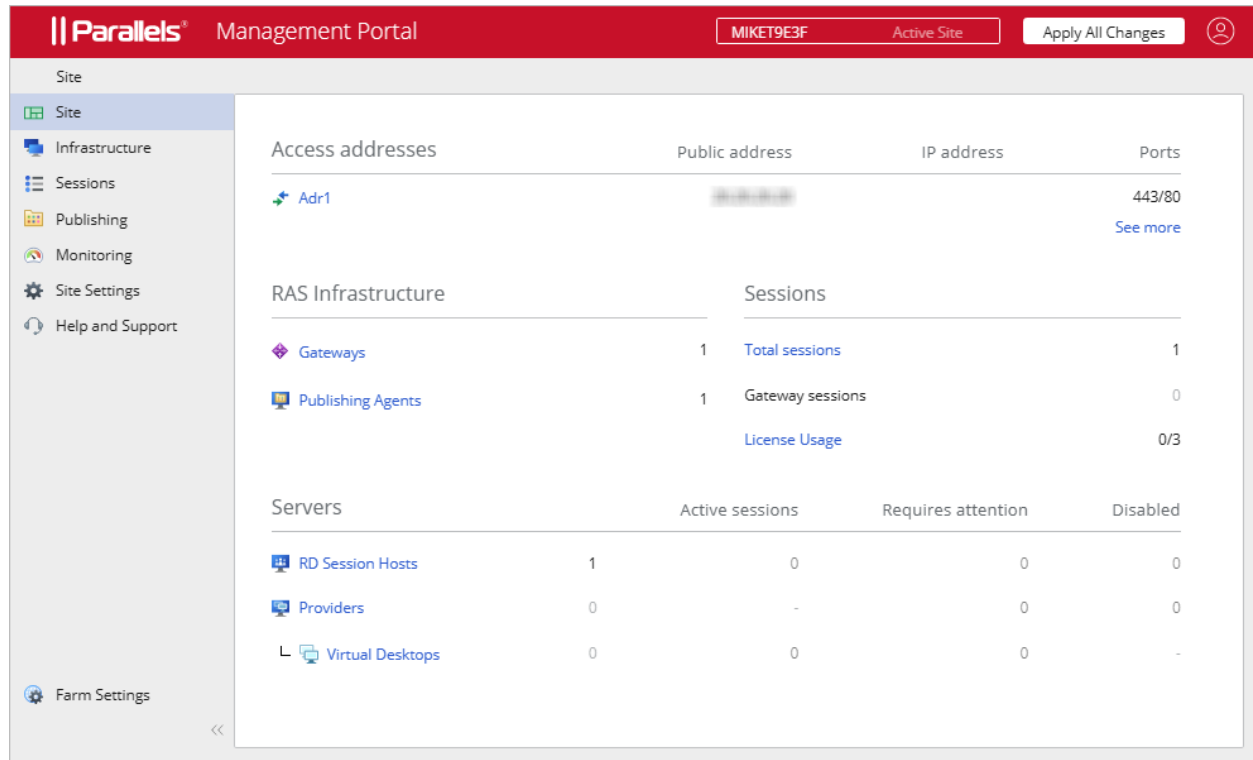 Parallels® Management Portal MIKET9E3F Active Site Apply All Changes
Site
Site
Infrastructure
Sessions
Publishing
Monitoring
Site Settings
Help and Support
Farm Settings
<<
Access addresses Public address IP address Ports
Adr1 443/80
See more
RAS Infrastructure
Gateways 1
Publishing Agents 1
Sessions
Total sessions 1
Gateway sessions 0
License Usage 0/3
Servers Active sessions Requires attention Disabled
RD Session Hosts 1 0 0 0
Providers 0 - 0 0
Virtual Desktops 0 0 0 -